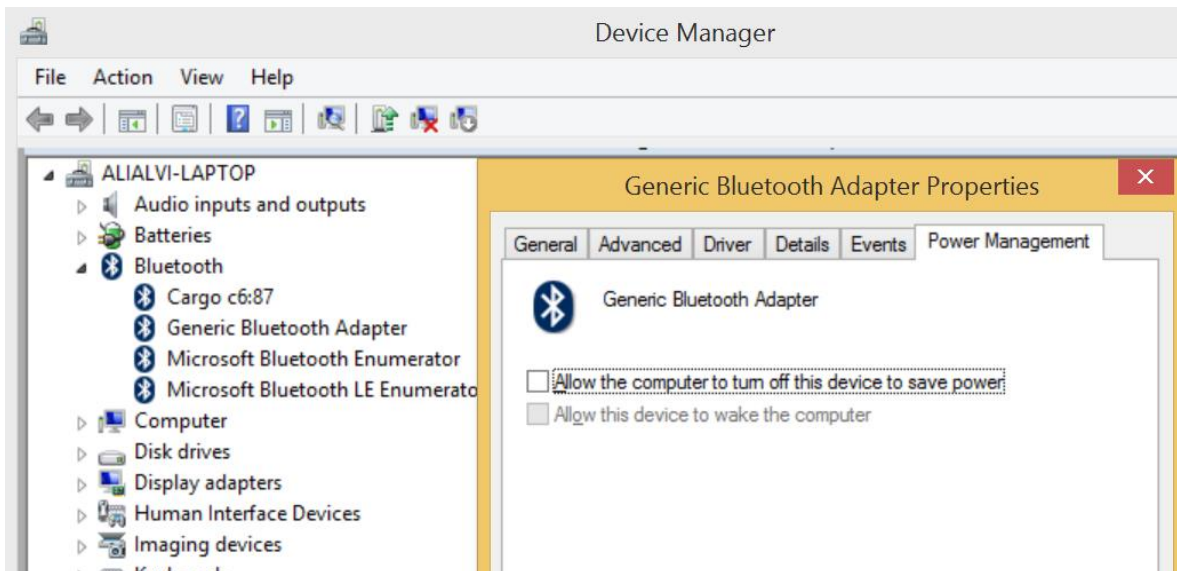 Device Manager
File Action View Help
ALIALVI-LAPTOP
Audio inputs and outputs
Batteries
Bluetooth
Cargo c6:87
Generic Bluetooth Adapter
Microsoft Bluetooth Enumerator
Microsoft Bluetooth LE Enumerato
Computer
Disk drives
Display adapters
Human Interface Devices
Imaging devices
Generic Bluetooth Adapter Properties
General Advanced Driver Details Events Power Management
Generic Bluetooth Adapter
Allow the computer to turn off this device to save power
Allow this device to wake the computer